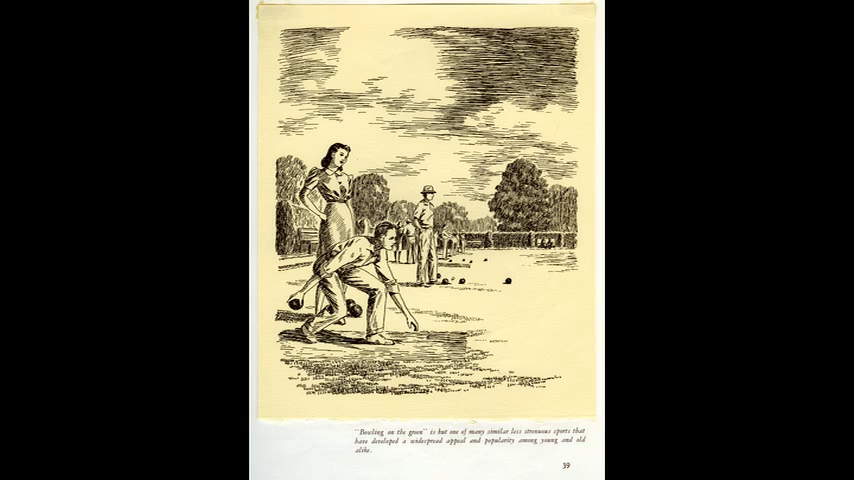 "Bowling on the green" is but one of many similar less strenuous sports that
have developed a widespread appeal and popularity among young and old
alike.
39